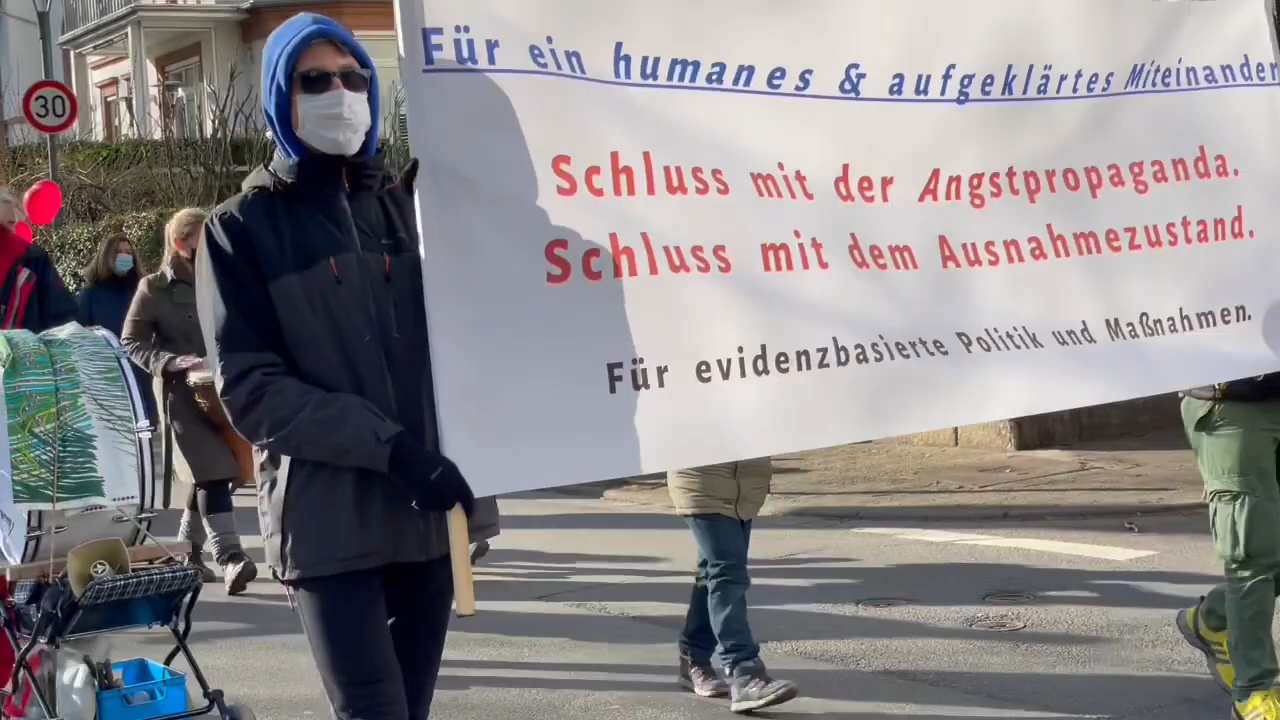 30
Für ein humanes & aufgeklärtes Miteinander
Schluss mit der Angstpropaganda.
Schluss mit dem Ausnahmezustand.
Für evidenzbasierte Politik und Maßnahmen.